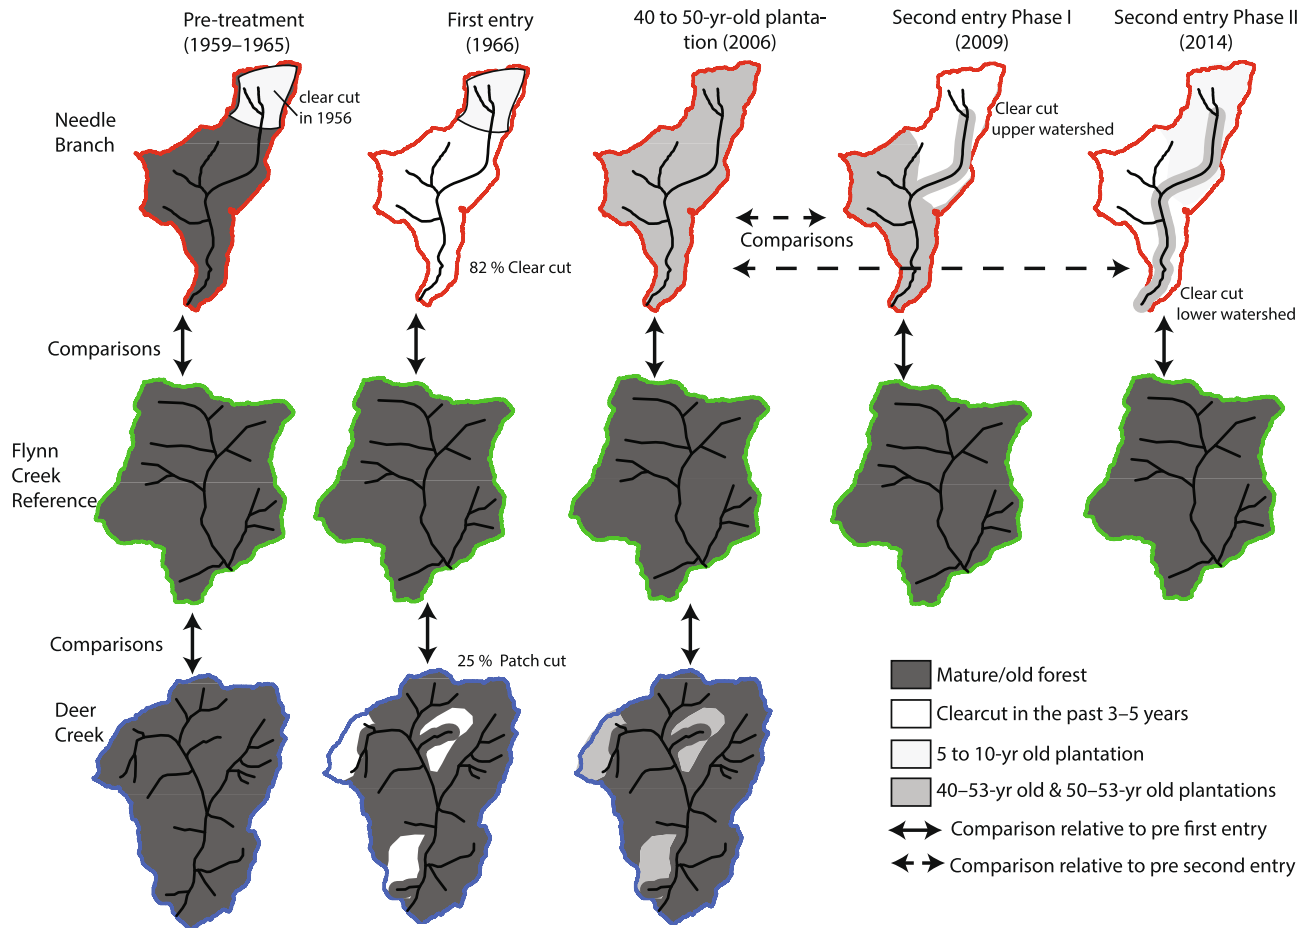 Pre-treatment
(1959–1965)
First entry
(1966)
40 to 50-yr-old planta-
tion (2006)
Second entry Phase I
(2009)
Second entry Phase II
(2014)
Needle
Branch
clear cut
in 1956
82 % Clear cut
Clear cut
upper watershed
Comparisons
Clear cut
lower watershed
Comparisons
Flynn
Creek
Reference
Comparisons
25 % Patch cut
Deer
Creek
Mature/old forest
Clearcut in the past 3–5 years
5 to 10-yr old plantation
40–53-yr old & 50–53-yr old plantations
Comparison relative to pre first entry
Comparison relative to pre second entry